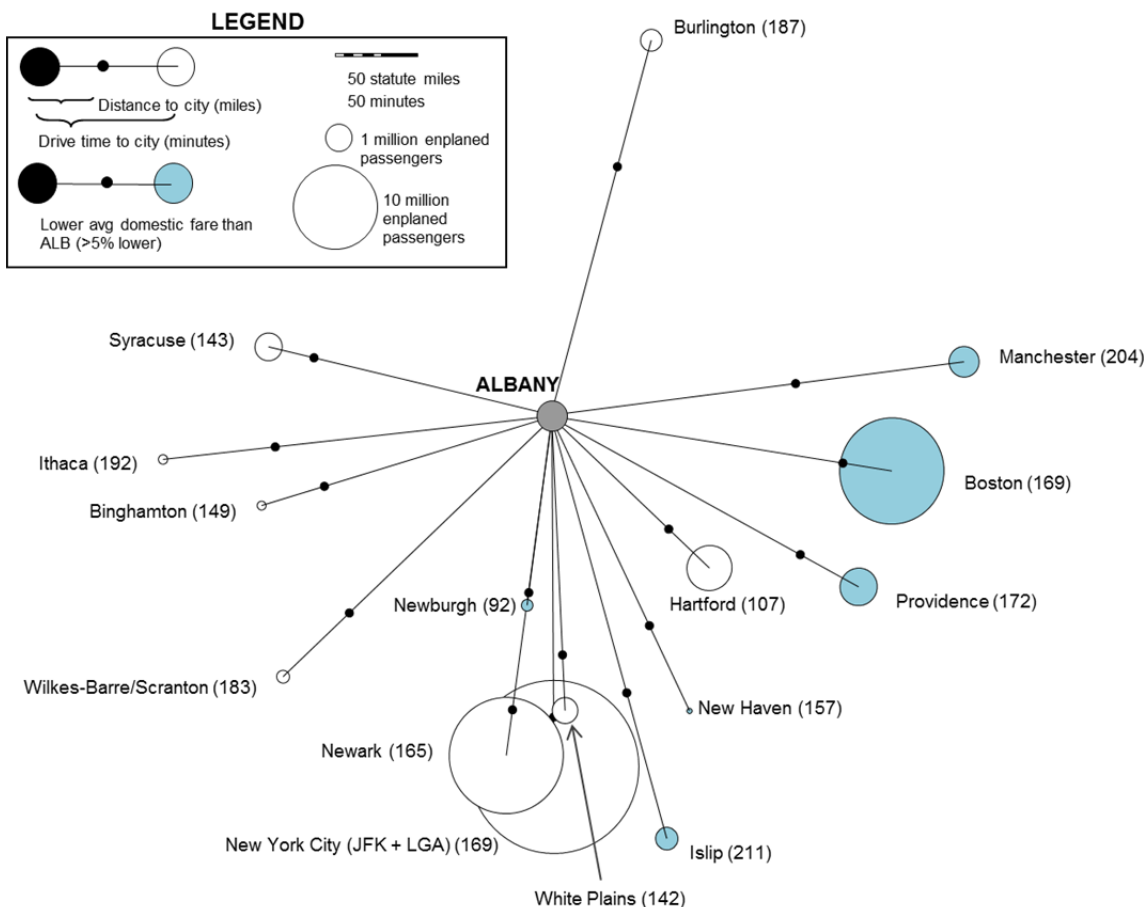 LEGEND
Distance to city (miles)
Drive time to city (minutes)
Lower avg domestic fare than
ALB (>5% lower)
50 statute miles
50 minutes
1 million enplaned
passengers
10 million
enplaned
passengers
Burlington (187)
Syracuse (143)
ALBANY
Manchester (204)
Ithaca (192)
Boston (169)
Binghamton (149)
Newburgh (92)
Hartford (107)
Providence (172)
Wilkes-Barre/Scranton (183)
New Haven (157)
Newark (165)
New York City (JFK + LGA) (169)
Islip (211)
White Plains (142)